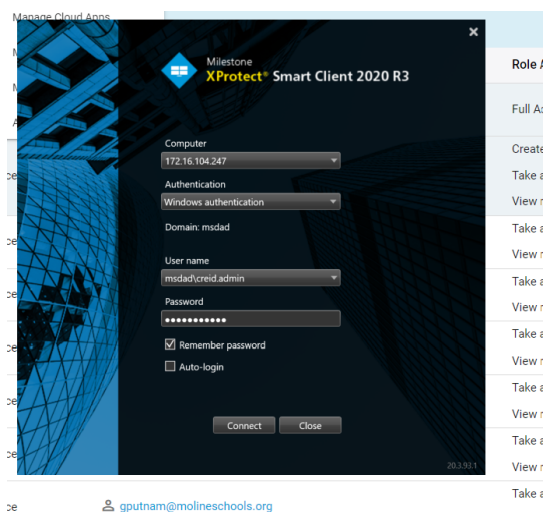 Manage Cloud Apps
Milestone
XProtect® Smart Client 2020 R3
Computer
172.16.104.247
Authentication
Windows authentication
Domain: msdad
User name
msdad\creid.admin
Password
Remember password
Auto-login
Connect
Close
20.3.93.1
gputnam@molineschools.org
Role
Full
Create
Take a
View
Take a
View
Take a
View
Take a
View
Take a
View
Take a
View
Take a